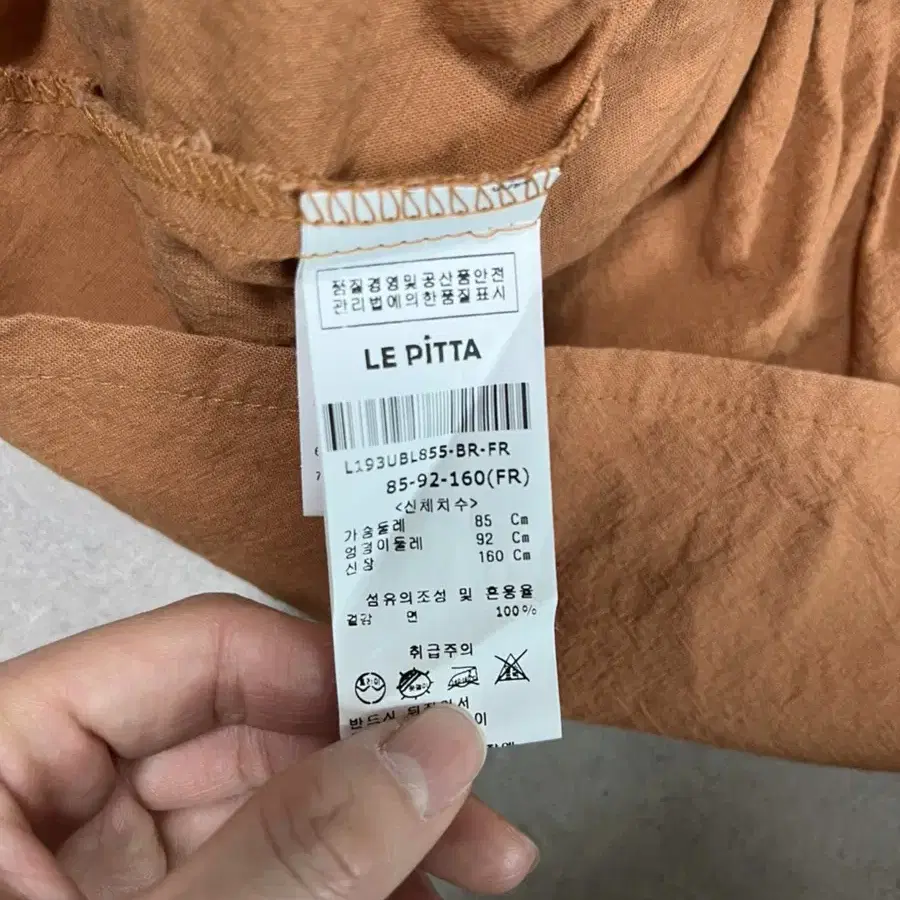 품질경영및공산품안전
관리법에의한품질표시
LE PiTTA
L193UBL855-BR-FR
85-92-160(FR)
<신체치수>
가슴둘레 85 Cm
엉덩이둘레 92 Cm
신장 160 Cm
섬유의조성 및 혼용율
겉감 면 100%
취급주의
반드시